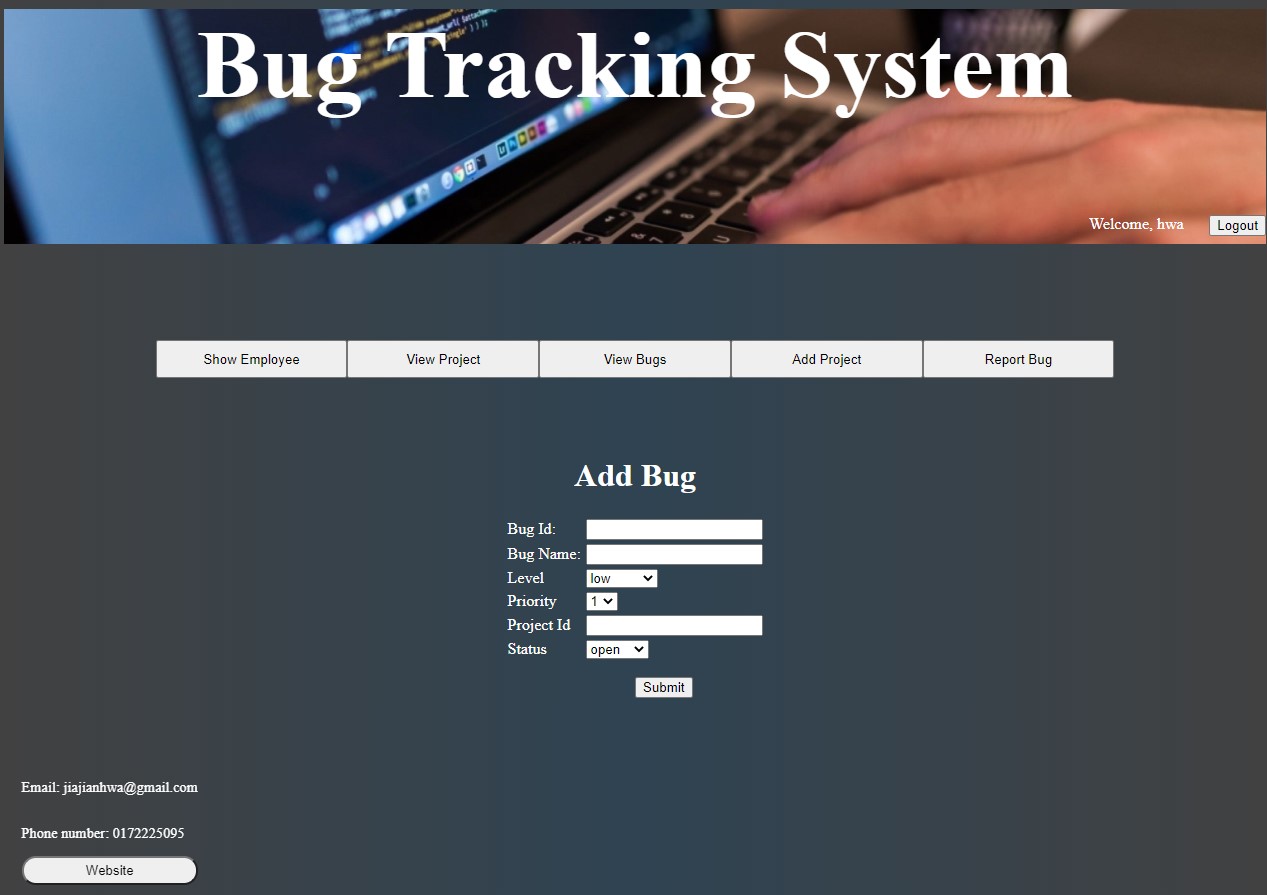 Bug Tracking System
Welcome, hwa
Logout
Show Employee
View Project
View Bugs
Add Project
Report Bug
Add Bug
Bug Id:
Bug Name:
Level low
Priority 1
Project Id
Status open
Submit
Email: jiajianhwa@gmail.com
Phone number: 0172225095
Website